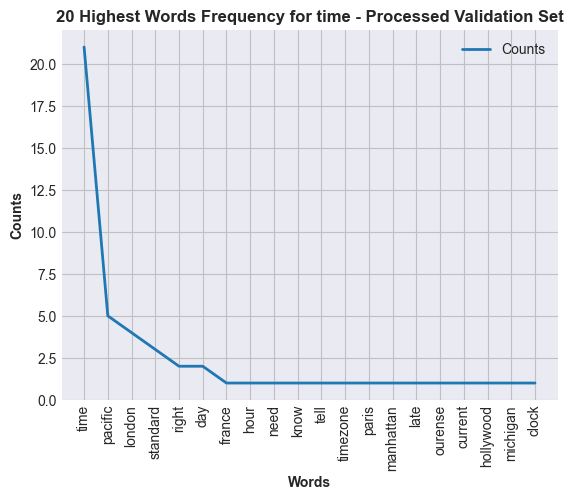 20 Highest Words Frequency for time - Processed Validation Set
Counts
20.0
17.5
15.0
12.5
10.0
7.5
5.0
2.5
0.0
Counts
time
pacific
london
standard
right
day
france
hour
need
know
tell
timezone
paris
manhattan
late
ourense
current
hollywood
michigan
clock
Words